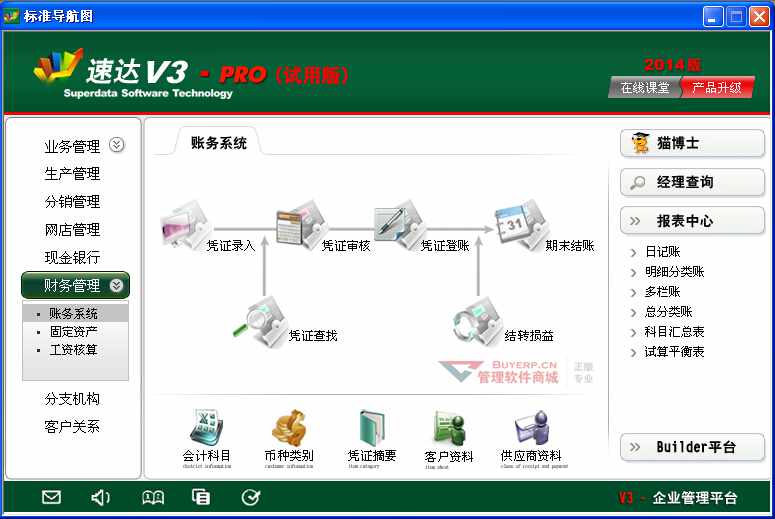 标准导航图
速达V3 - PRO (试用版)
Superdata Software Technology
2014版
在线课堂 产品升级
业务管理
生产管理
分销管理
网店管理
现金银行
财务管理
账务系统
固定资产
工资核算
分支机构
客户关系
账务系统
凭证录入
凭证审核
凭证登账
31
期末结账
凭证查找
结转损益
BUYERP.CN
管理软件商城
正版
专业
会计科目
district infomation
币种类别
customer infomation
凭证摘要
item category
客户资料
item sheet
供应商资料
class of receipt and payment
猫博士
经理查询
报表中心
日记账
明细分类账
多栏账
总分类账
科目汇总表
试算平衡表
Builder平台
V3 - 企业管理平台